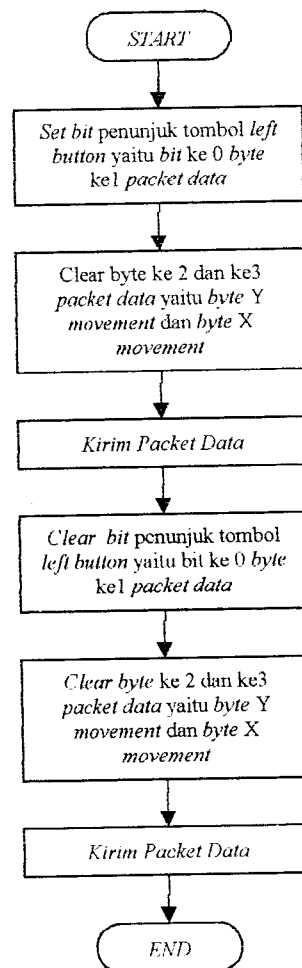 START
Set bit penunjuk tombol left
button yaitu bit ke 0 byte
ke1 packet data
Clear byte ke 2 dan ke3
packet data yaitu byte Y
movement dan byte X
movement
Kirim Packet Data
Clear bit penunjuk tombol
left button yaitu bit ke 0 byte
ke1 packet data
Clear byte ke 2 dan ke3
packet data yaitu byte Y
movement dan byte X
movement
Kirim Packet Data
END